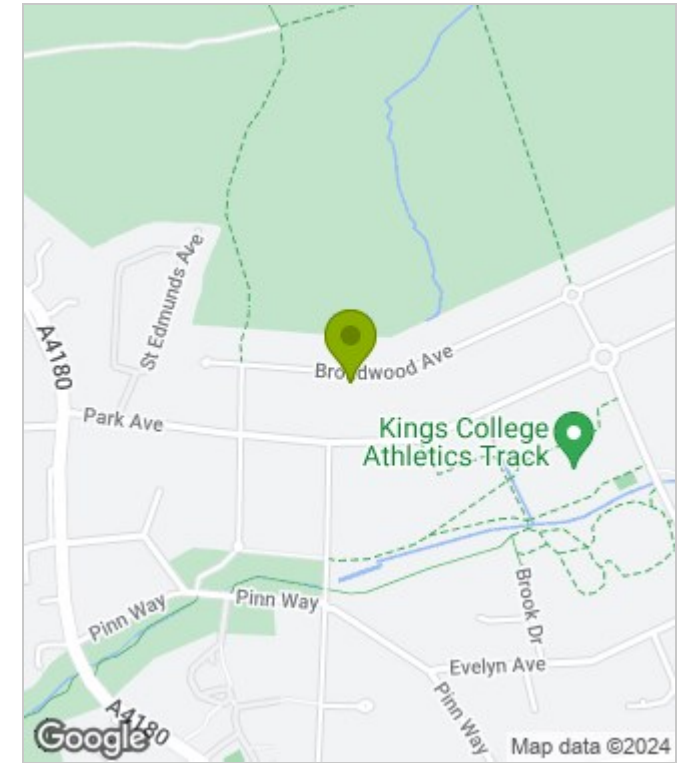 St Edmunds Ave
A4180
Broadwood Ave
Park Ave
Kings College
Athletics Track
Pinn Way
Pinn Way
Brook Dr
Evelyn Ave
Pinn Way
A4180
Google
Map data ©2024